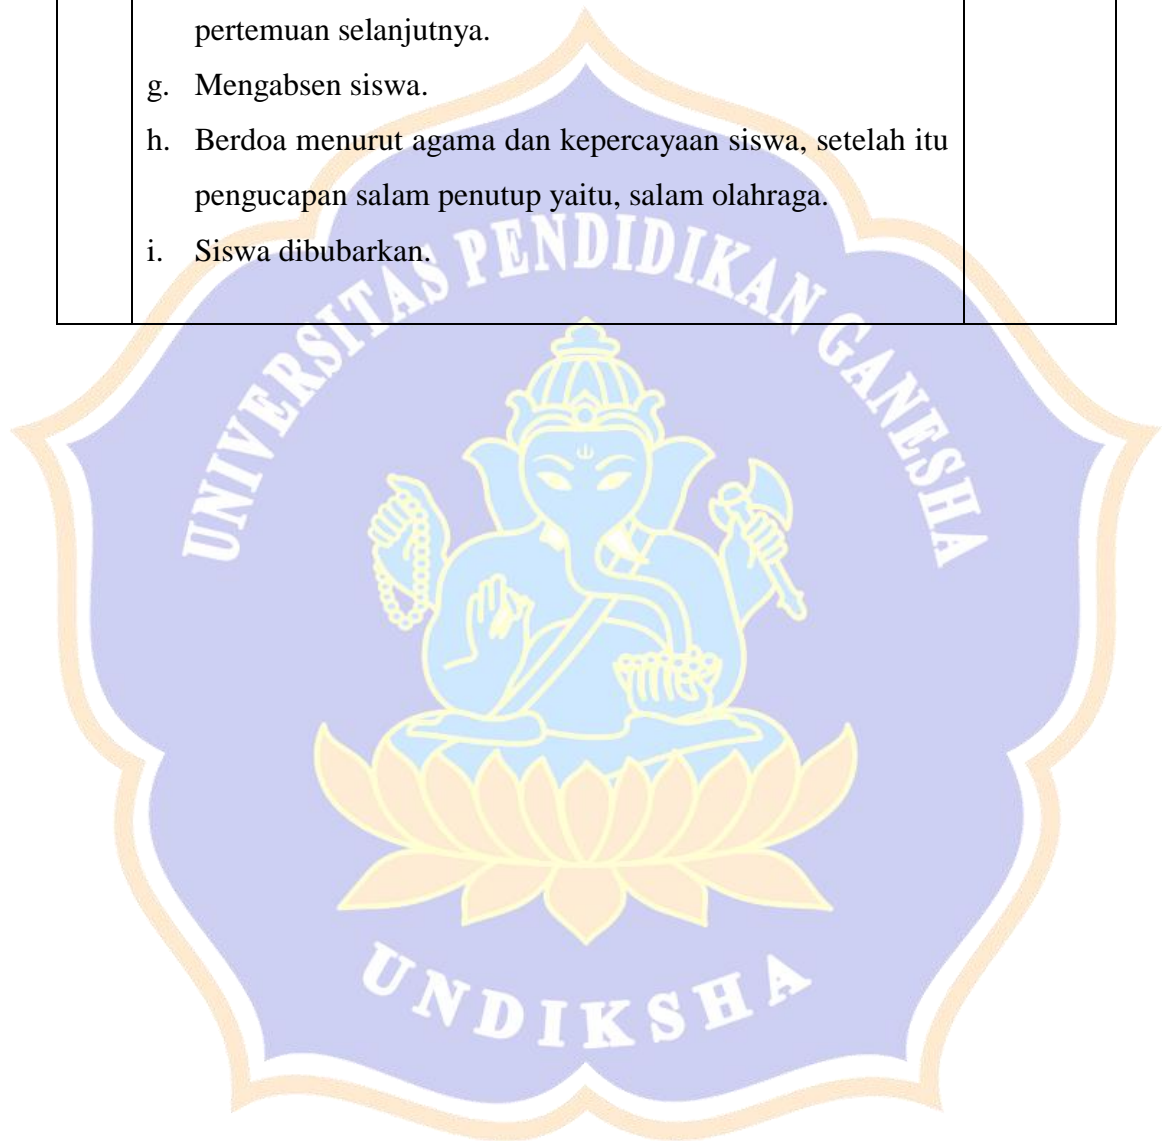 pertemuan selanjutnya.
g. Mengabsen siswa.
h. Berdoa menurut agama dan kepercayaan siswa, setelah itu
pengucapan salam penutup yaitu, salam olahraga.
i. Siswa dibubarkan.
UNIVERSITAS PENDIDIKAN GANESHA
UNDIKSHA